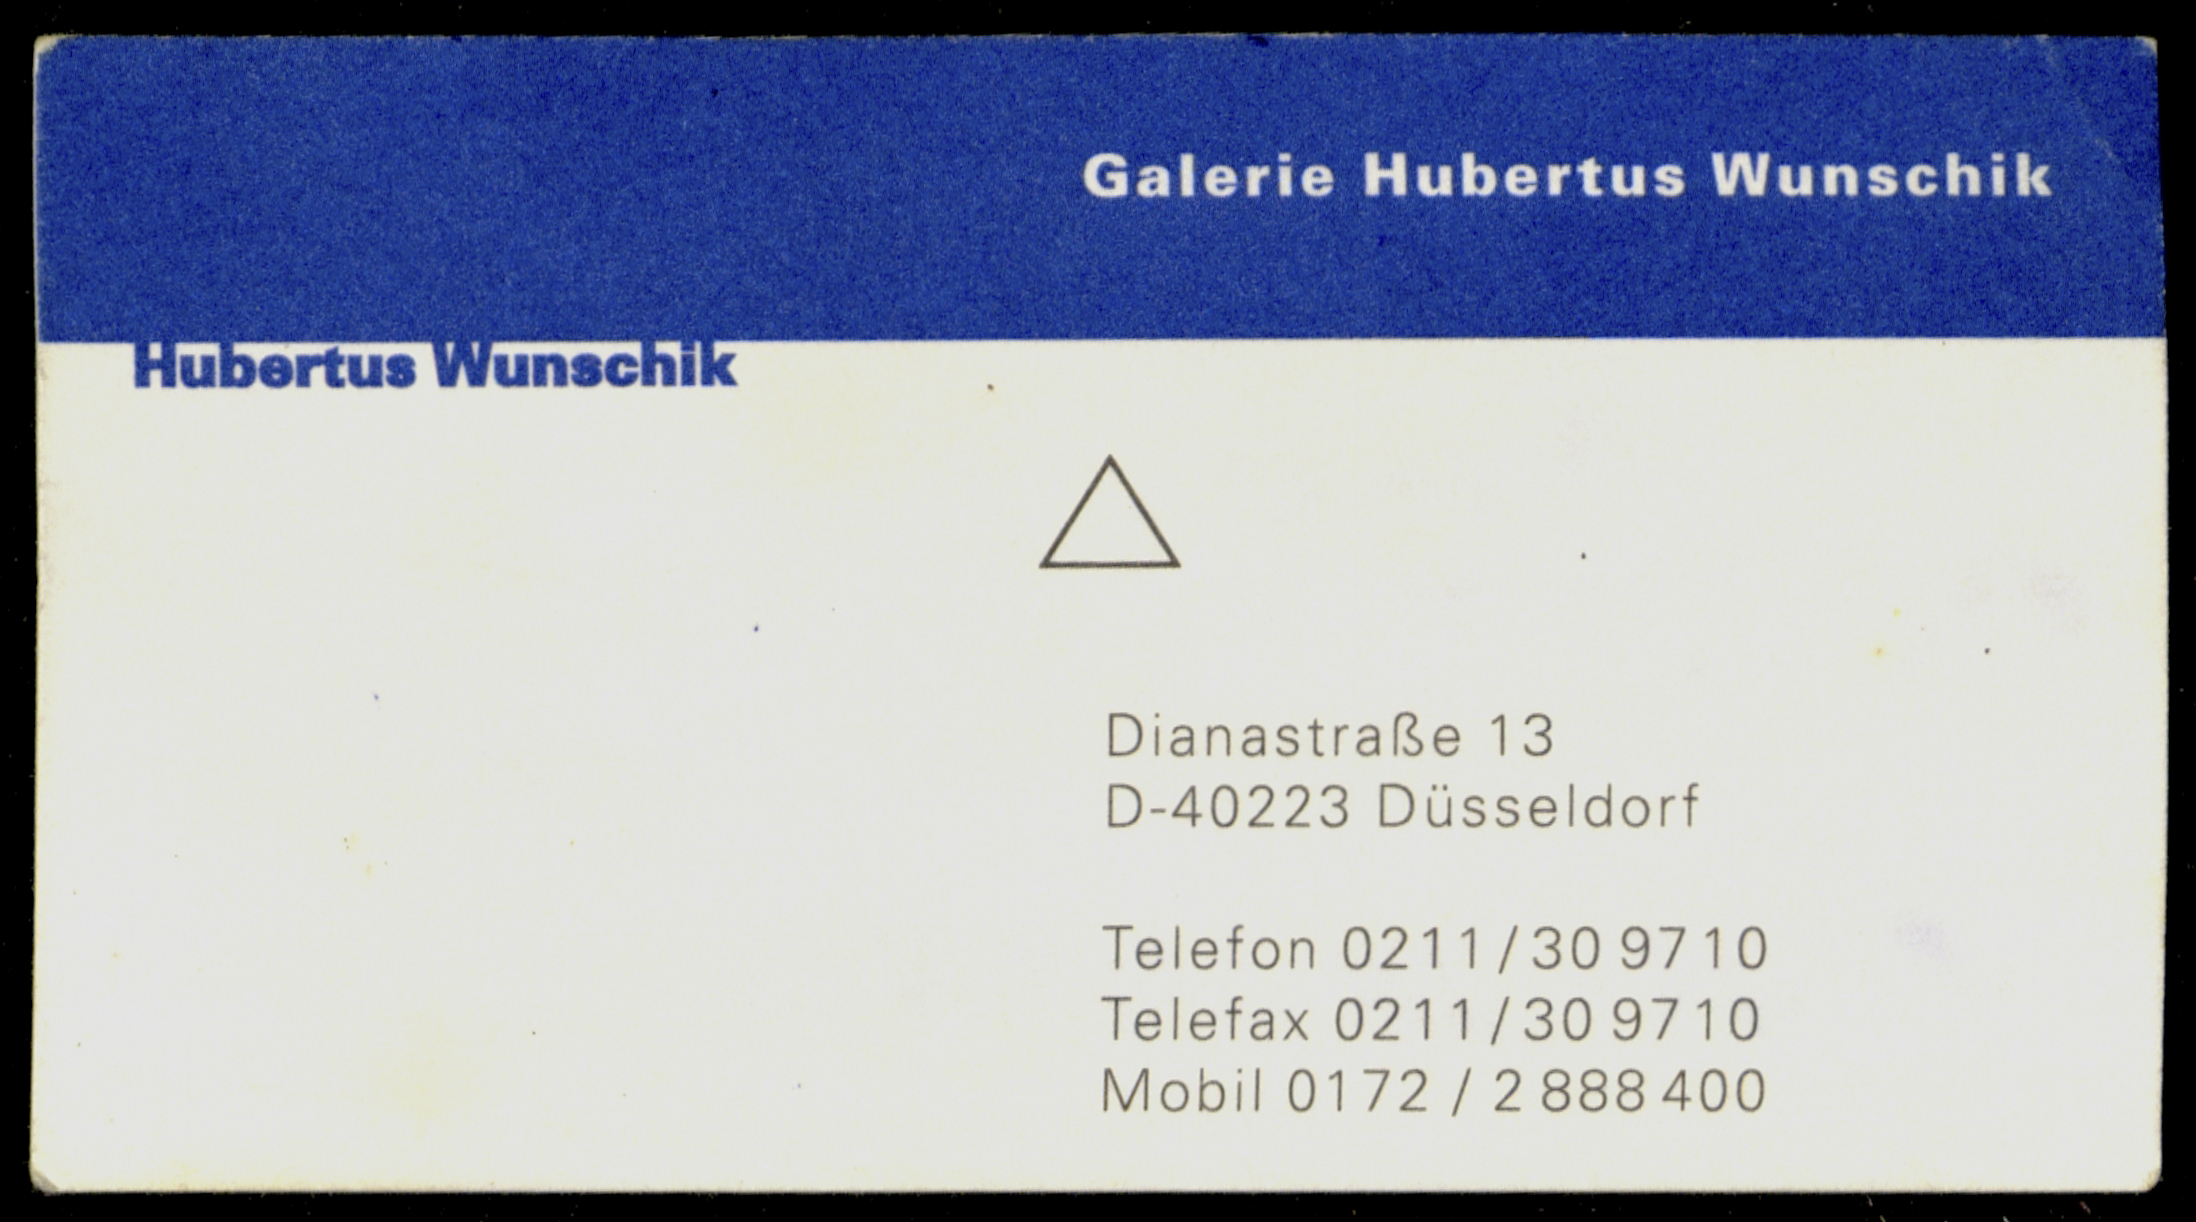 Galerie Hubertus Wunschik
Hubertus Wunschik
Dianastraße 13
D-40223 Düsseldorf
Telefon 0211/30 97 10
Telefax 0211/30 97 10
Mobil 0172 / 2 888 400